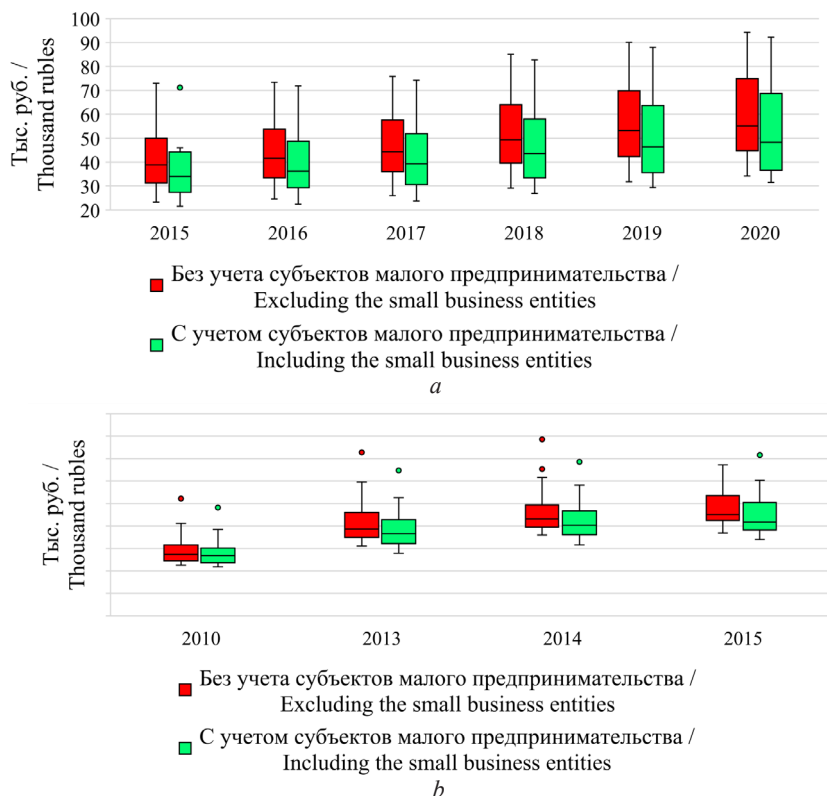 Тыс. руб. /
Thousand rubles
100
90
80
70
60
50
40
30
20
2015 2016 2017 2018 2019 2020
Без учета субъектов малого предпринимательства /
Excluding the small business entities
С учетом субъектов малого предпринимательства /
Including the small business entities
a
Тыс. руб. /
Thousand rubles
2010 2013 2014 2015
Без учета субъектов малого предпринимательства /
Excluding the small business entities
С учетом субъектов малого предпринимательства /
Including the small business entities
b